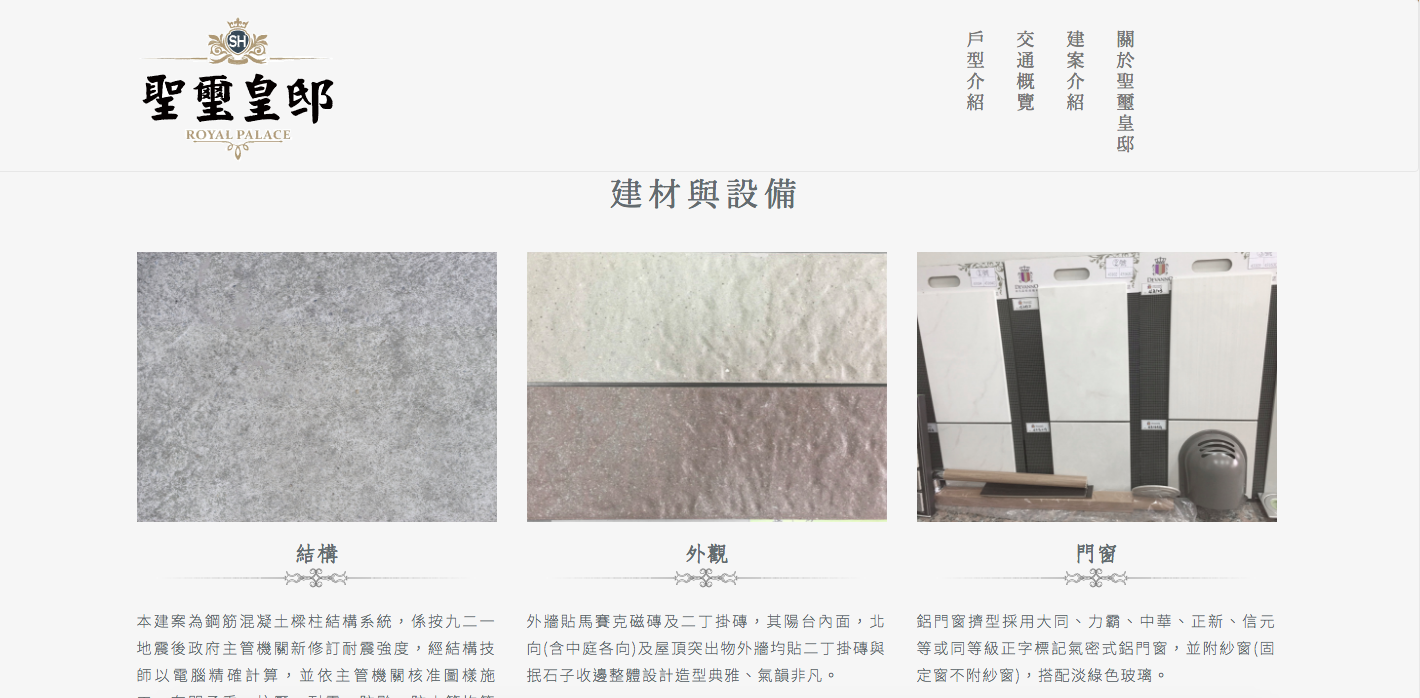 SH
聖璽皇邸
ROYAL PALACE
關於聖璽皇邸
建案介紹
交通概覽
戶型介紹
建材與設備
結構
本建案為鋼筋混凝土樑柱結構系統，係按九二一
地震後政府主管機關新修訂耐震強度，經結構技
師以電腦精確計算，並依主管機關核准圖樣施
外觀
外牆貼馬賽克磁磚及二丁掛磚，其陽台內面，北
向(含中庭各向)及屋頂突出物外牆均貼二丁掛磚與
抿石子收邊整體設計造型典雅、氣韻非凡。
門窗
鋁門窗擠型採用大同、力霸、中華、正新、信元
等或同等級正字標記氣密式鋁門窗，並附紗窗(固
定窗不附紗窗)，搭配淡綠色玻璃。